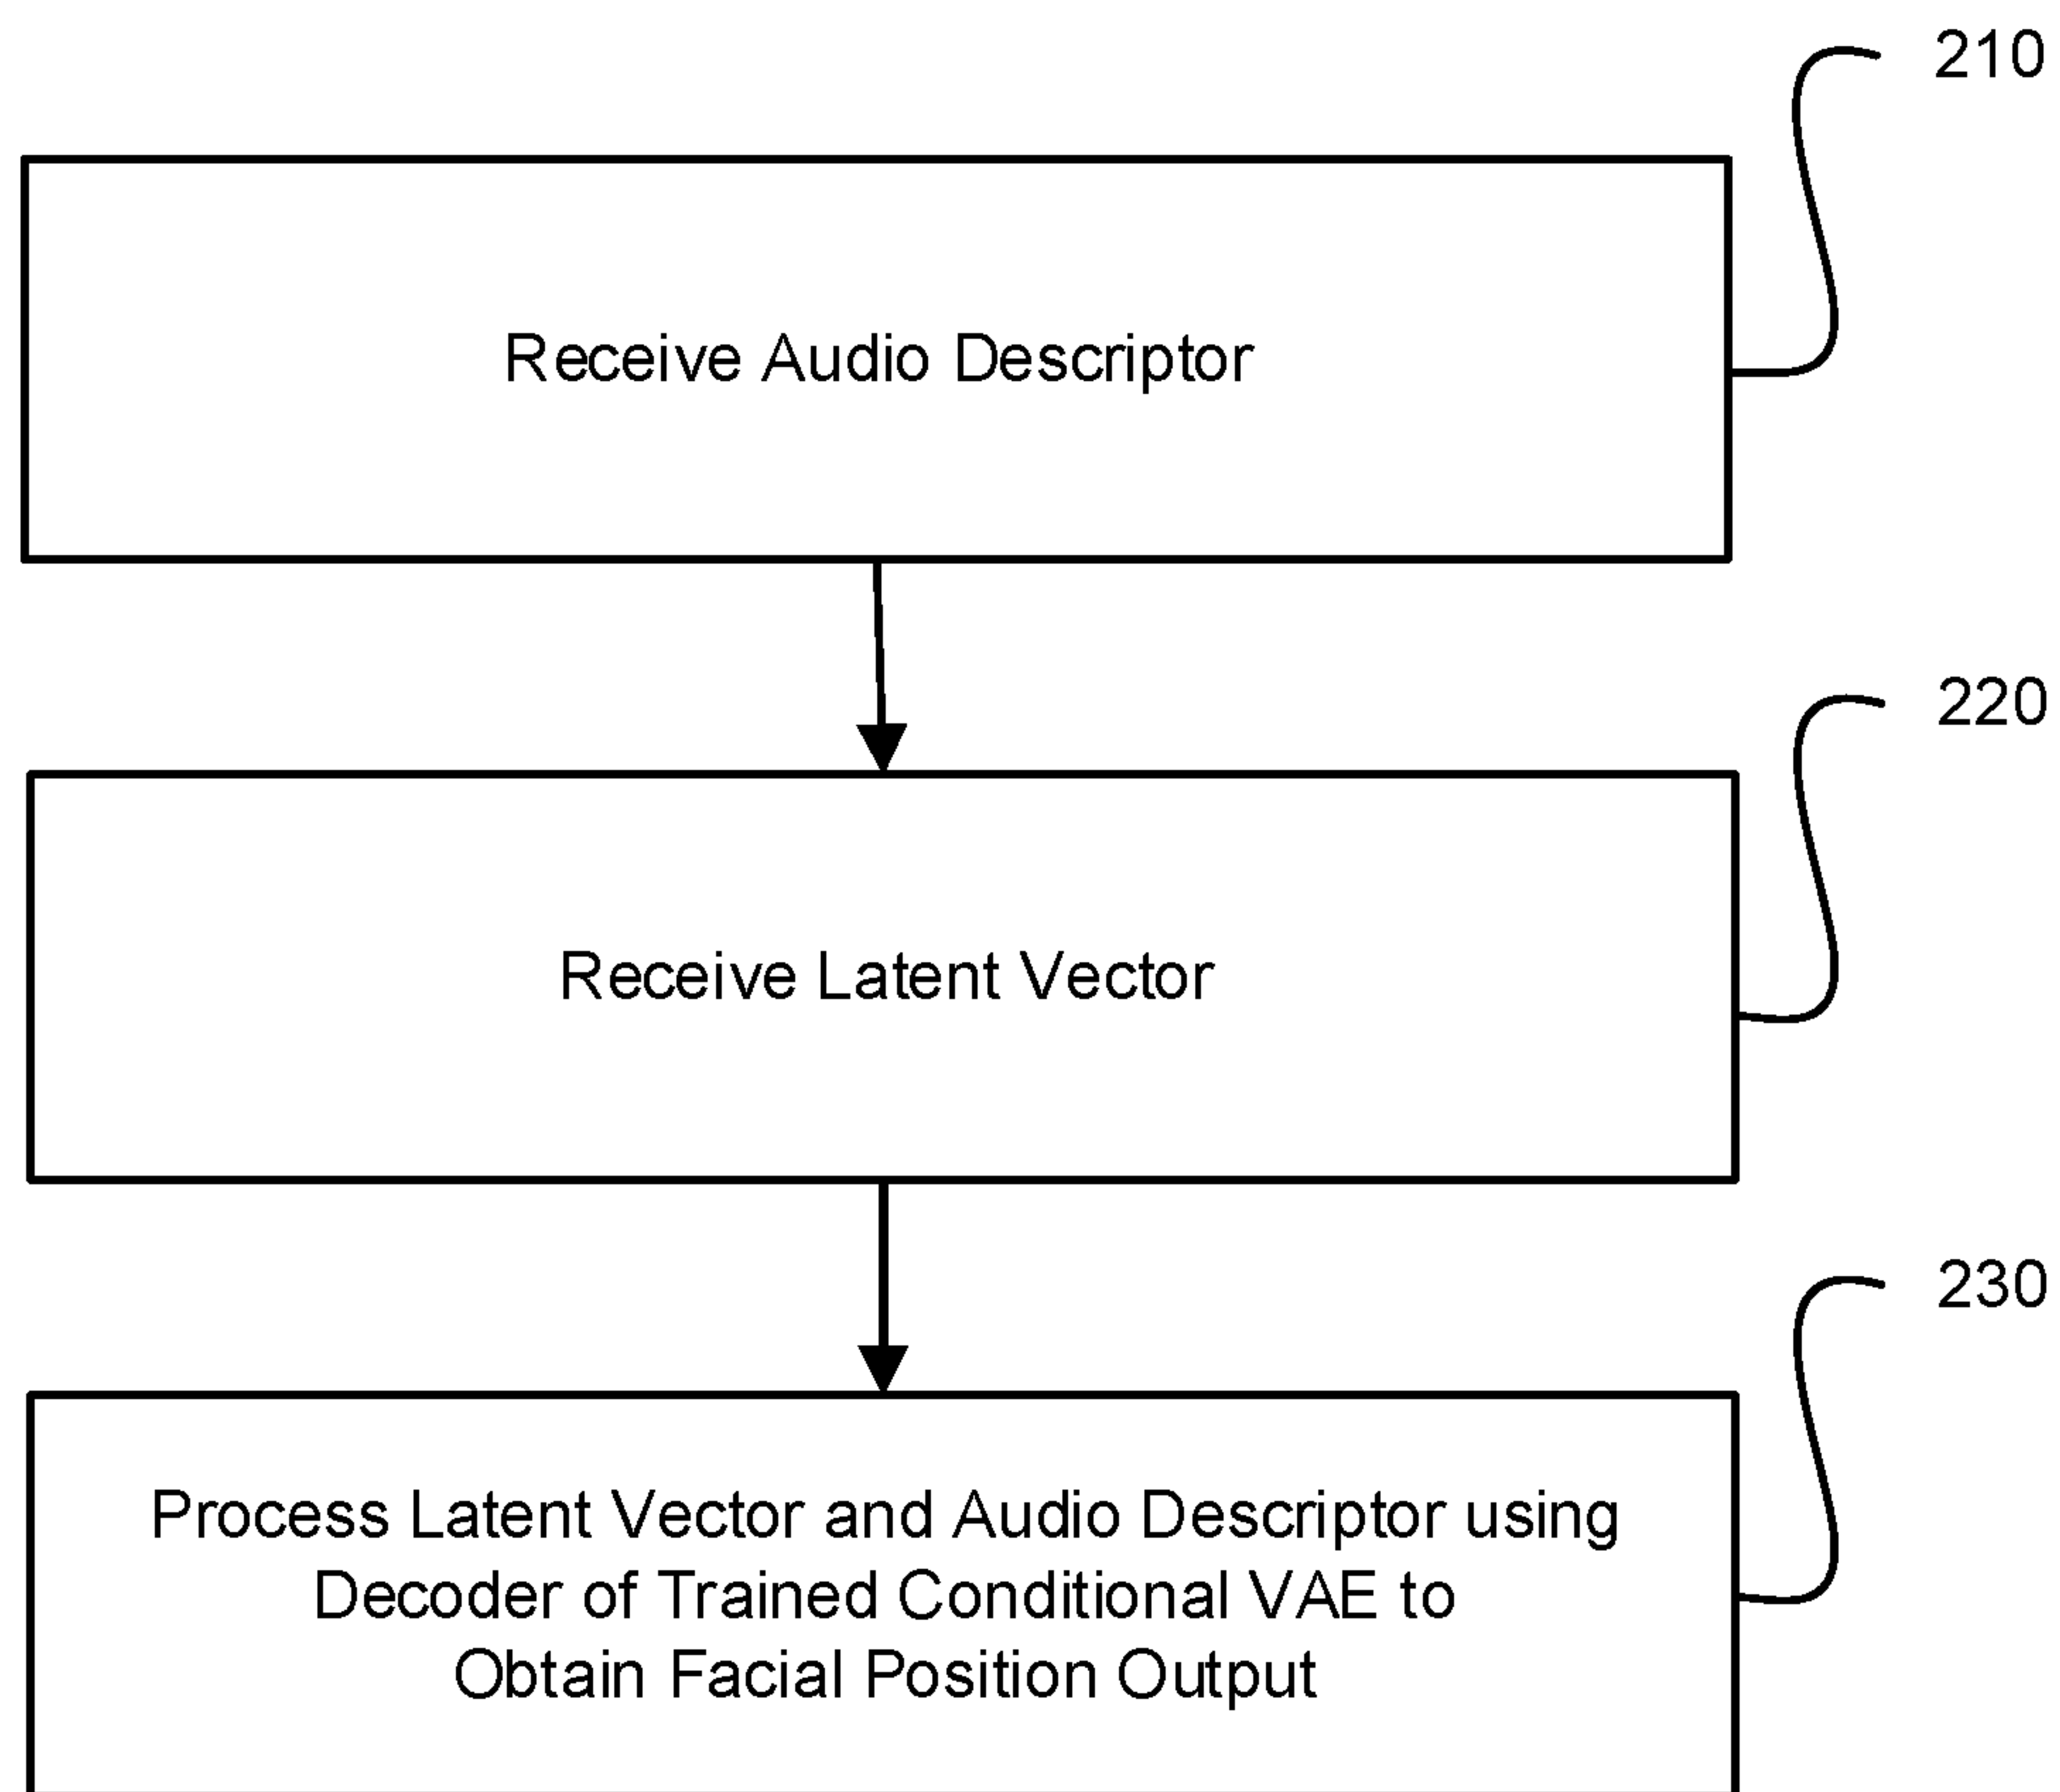 210
Receive Audio Descriptor
220
Receive Latent Vector
230
Process Latent Vector and Audio Descriptor using
Decoder of Trained Conditional VAE to
Obtain Facial Position Output